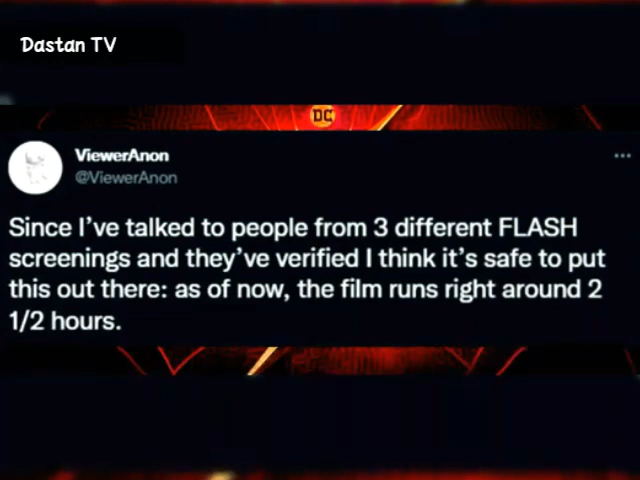 Dastan TV
DC
ViewerAnon
@ViewerAnon
Since I've talked to people from 3 different FLASH
screenings and they've verified I think it's safe to put
this out there: as of now, the film runs right around 2
1/2 hours.